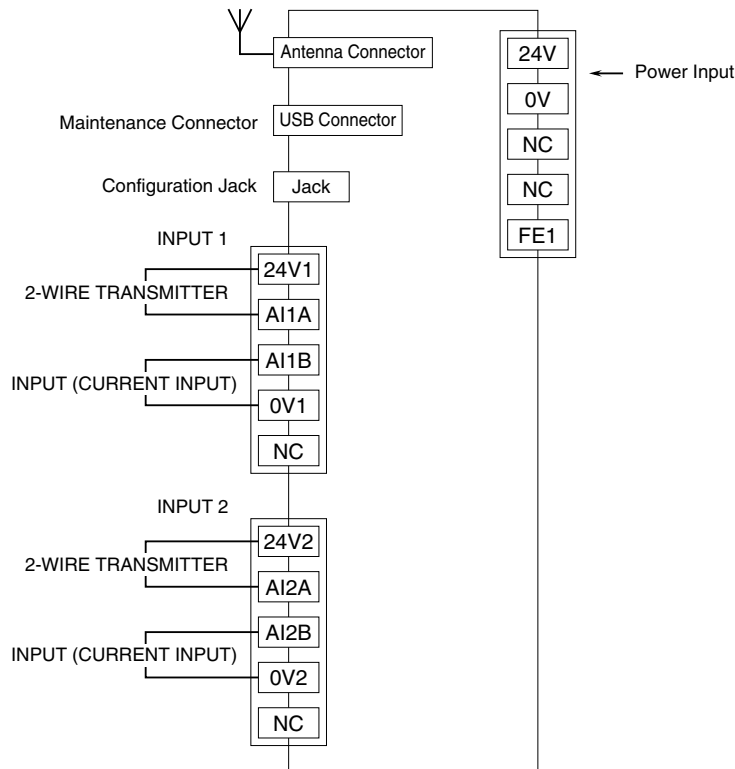 Antenna Connector
Maintenance Connector
USB Connector
Configuration Jack
Jack
INPUT 1
24V1
2-WIRE TRANSMITTER
AI1A
AI1B
INPUT (CURRENT INPUT)
0V1
NC
INPUT 2
24V2
2-WIRE TRANSMITTER
AI2A
AI2B
INPUT (CURRENT INPUT)
0V2
NC
24V
Power Input
0V
NC
NC
FE1